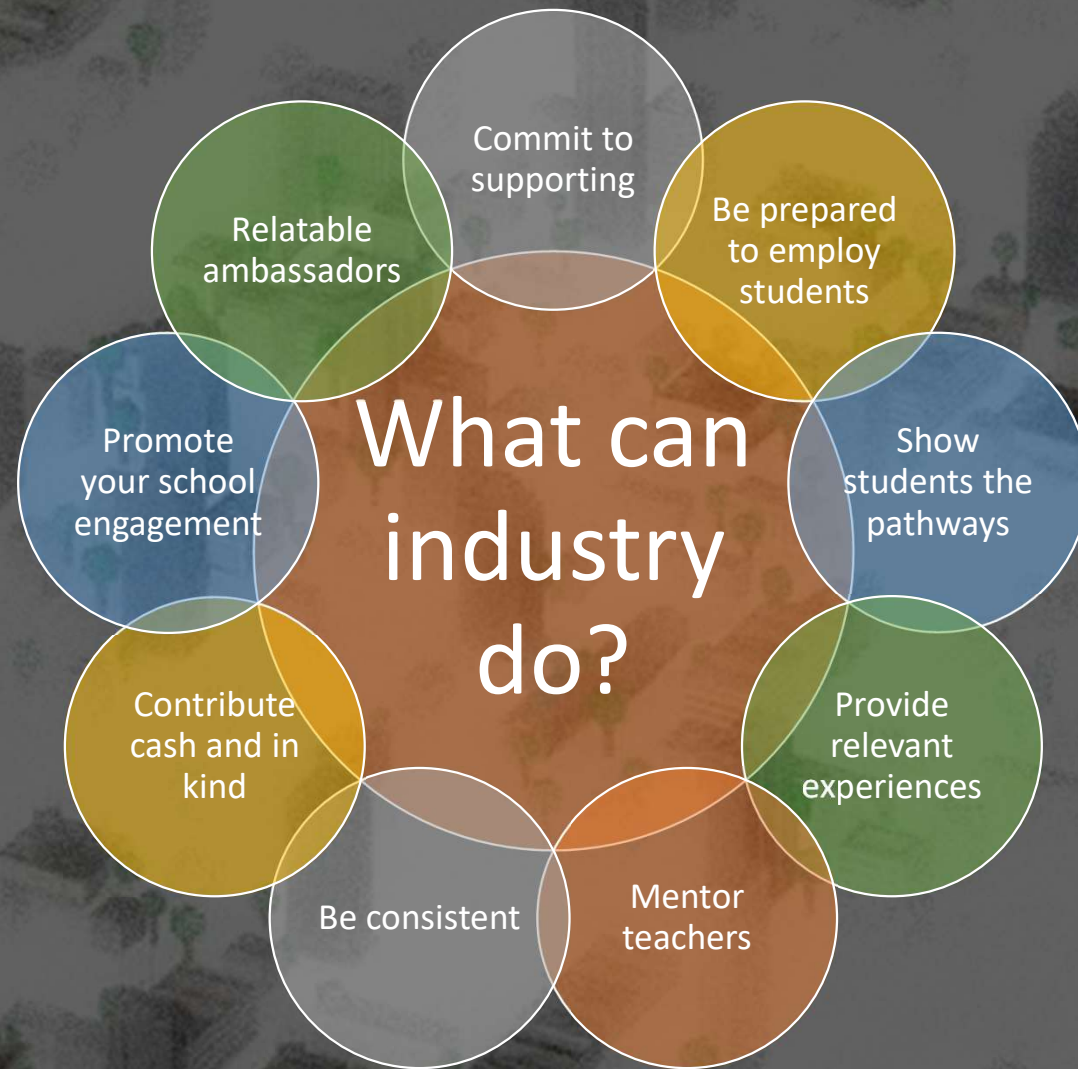 What can
industry
do?
Commit to
supporting
Be prepared
to employ
students
Show
students the
pathways
Provide
relevant
experiences
Mentor
teachers
Be consistent
Contribute
cash and in
kind
Promote
your school
engagement
Relatable
ambassadors